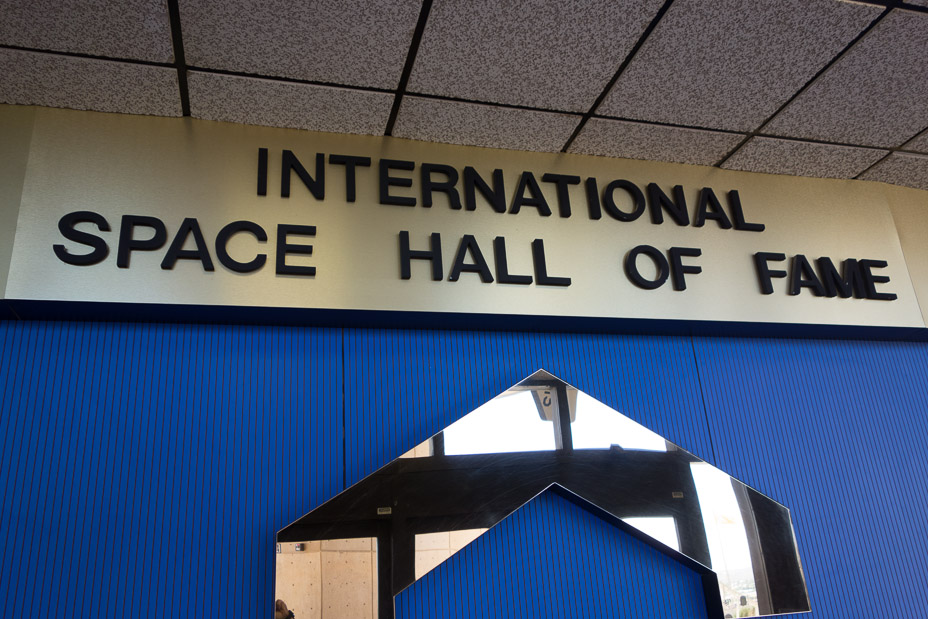 INTERNATIONAL
SPACE HALL OF FAME